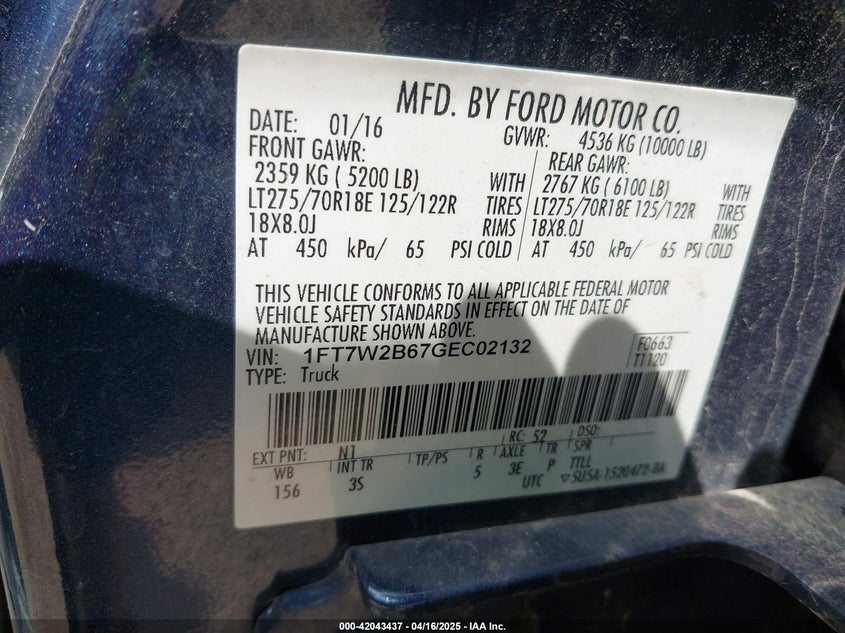 MFD. BY FORD MOTOR CO.
DATE: 01/16 GVWR: 4536 KG (10000 LB)
FRONT GAWR: REAR GAWR:
2359 KG ( 5200 LB) WITH 2767 KG ( 6100 LB) WITH
LT275/70R18E 125/122R TIRES LT275/70R18E 125/122R TIRES
18X8.0J RIMS 18X8.0J RIMS
AT 450 kPa/ 65 PSI COLD AT 450 kPa/ 65 PSI COLD
THIS VEHICLE CONFORMS TO ALL APPLICABLE FEDERAL MOTOR
VEHICLE SAFETY STANDARDS IN EFFECT ON THE DATE OF
MANUFACTURE SHOWN ABOVE.
VIN: 1FT7W2B67GEC02132 F0663
TYPE: Truck T1120
EXT PNT: N1 RC: 52 DSO:
WB INT TR TP/PS R AXLE TR SPR
156 3S 5 3E P TTLL
UTC ▽5U5A-1520472-BA
000-42043437 - 04/16/2025 - IAA Inc.